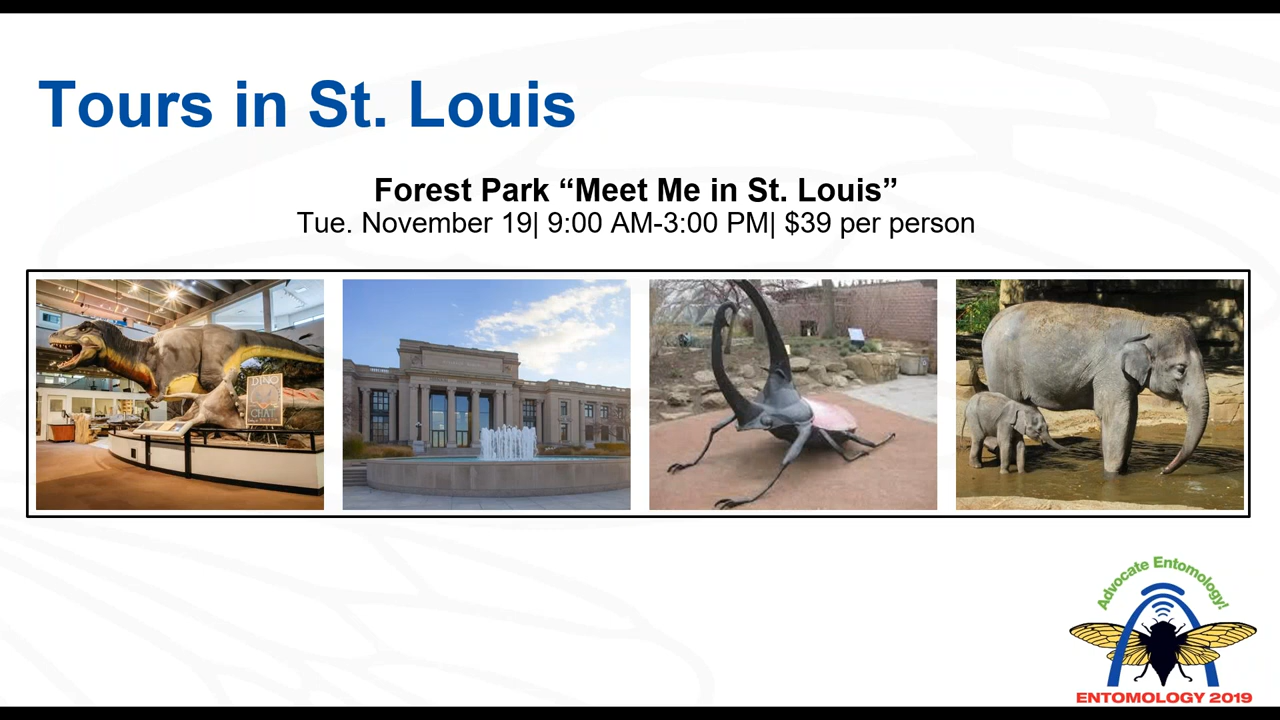 Tours in St. Louis
Forest Park “Meet Me in St. Louis”
Tue. November 19| 9:00 AM-3:00 PM| $39 per person
DINO
CHAT
Advocate Entomology!
ENTOMOLOGY 2019